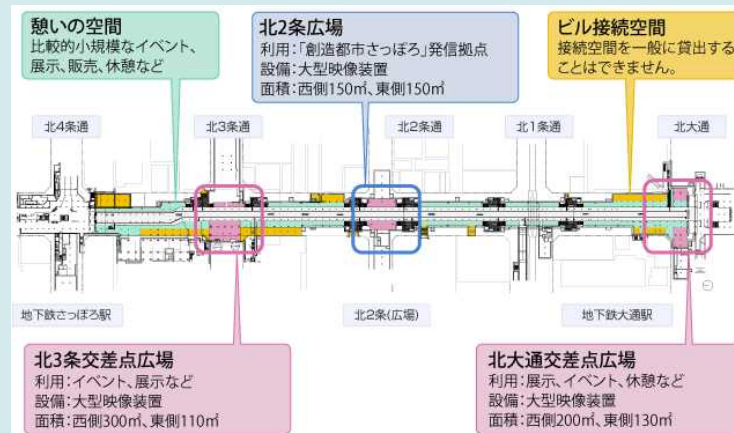 憩いの空間
比較的小規模なイベント、
展示、販売、休憩など
北2条広場
利用:「創造都市さっぽろ」発信拠点
設備:大型映像装置
面積:西側150㎡、東側150㎡
ビル接続空間
接続空間を一般に貸出する
ことはできません。
北4条通
北3条通
北2条通
北1条通
北大通
地下鉄さっぽろ駅
北2条(広場)
地下鉄大通駅
北3条交差点広場
利用:イベント、展示など
設備:大型映像装置
面積:西側300㎡、東側110㎡
北大通交差点広場
利用:展示、イベント、休憩など
設備:大型映像装置
面積:西側200㎡、東側130㎡